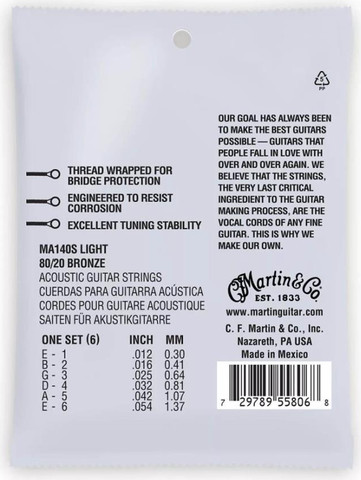 5
PP
OUR GOAL HAS ALWAYS BEEN
TO MAKE THE BEST GUITARS
POSSIBLE — GUITARS THAT
PEOPLE FALL IN LOVE WITH
OVER AND OVER AGAIN. WE
BELIEVE THAT THE STRINGS,
THE VERY LAST CRITICAL
INGREDIENT TO THE GUITAR
MAKING PROCESS, ARE THE
VOCAL CORDS OF ANY FINE
GUITAR. THIS IS WHY WE
MAKE OUR OWN.
THREAD WRAPPED FOR
BRIDGE PROTECTION
ENGINEERED TO RESIST
CORROSION
EXCELLENT TUNING STABILITY
MA140S LIGHT
80/20 BRONZE
ACOUSTIC GUITAR STRINGS
CUERDAS PARA GUITARRA ACÚSTICA
CORDES POUR GUITARE ACOUSTIQUE
SAITEN FÜR AKUSTIKGITARRE
ONE SET (6) INCH MM
E - 1 .012 0.30
B - 2 .016 0.41
G - 3 .025 0.64
D - 4 .032 0.81
A - 5 .042 1.07
E - 6 .054 1.37
Martin & Co.
EST. 1833
www.martinguitar.com
C. F. Martin & Co., Inc.
Nazareth, PA USA
Made in Mexico
7 29789 55806 8